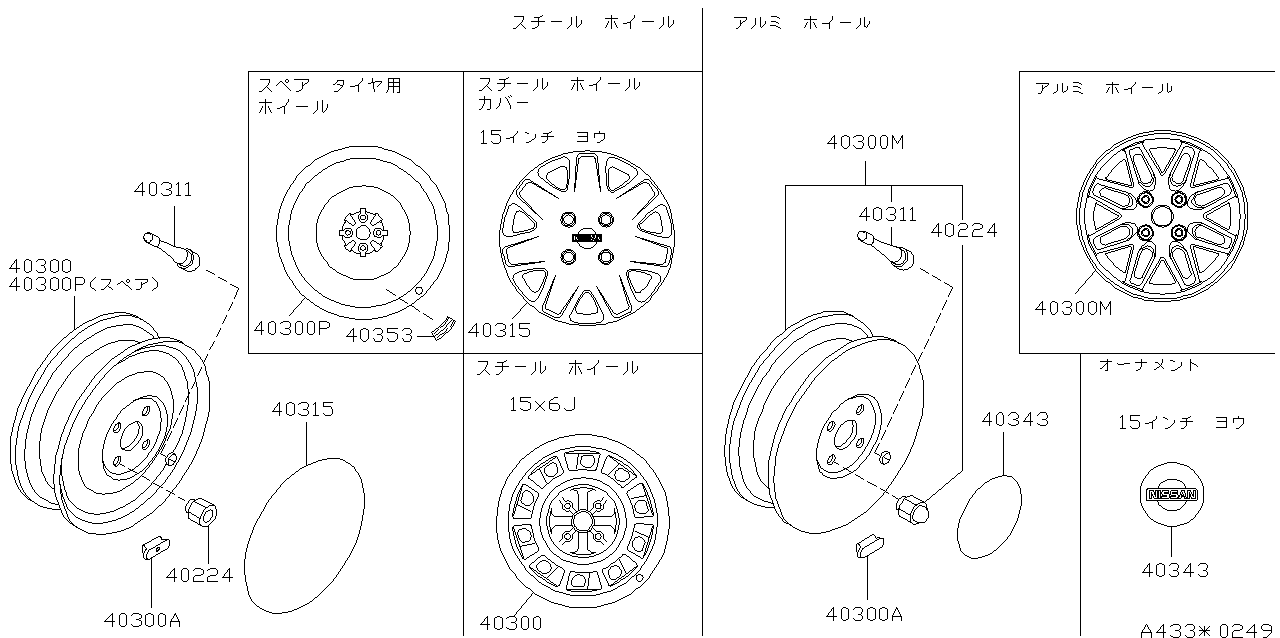 スチール ホイール
アルミ ホイール
スペア タイヤ用
ホイール
スチール ホイール
カバー
15インチ ヨウ
アルミ ホイール
40311
40300
40300P(スペア)
40300P
40353
NISSAN
40315
40300M
40311
40224
40300M
スチール ホイール
15×6J
オーナメント
15インチ ヨウ
40315
40343
NISSAN
40224
40300A
40300
40300A
40343
A433* 0249